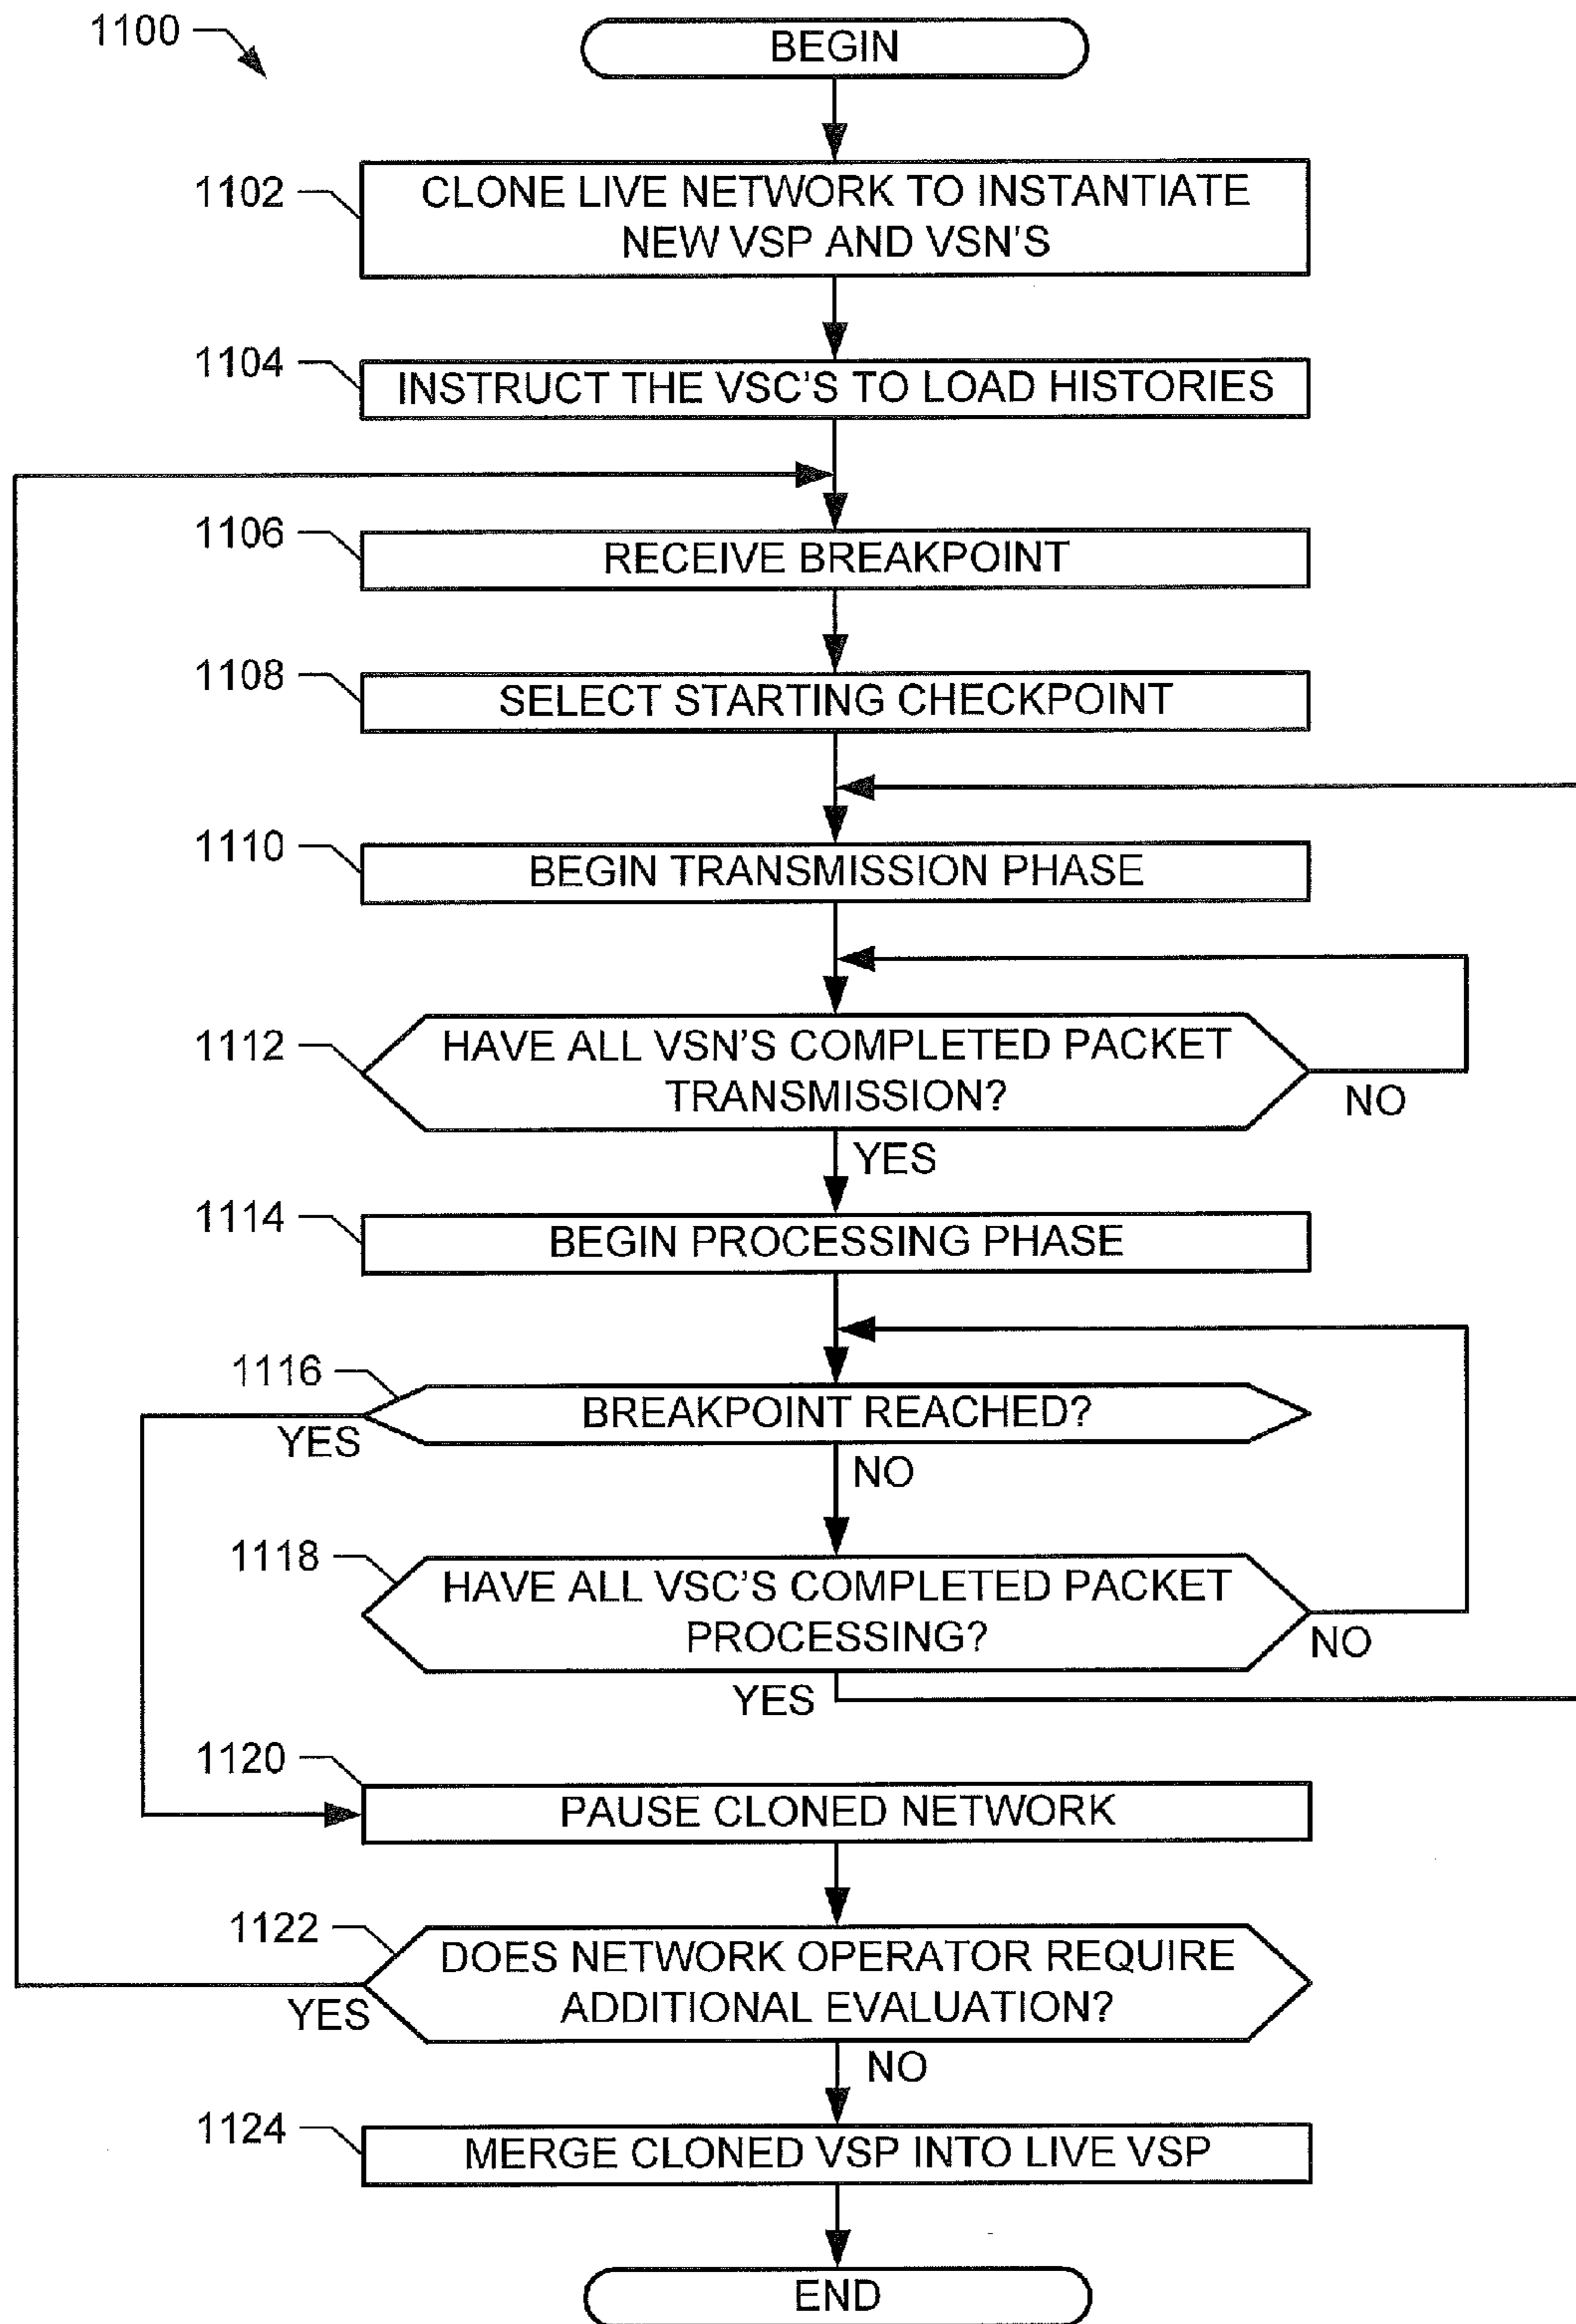 1100
BEGIN
1102
CLONE LIVE NETWORK TO INSTANTIATE
NEW VSP AND VSN'S
1104
INSTRUCT THE VSC'S TO LOAD HISTORIES
1106
RECEIVE BREAKPOINT
1108
SELECT STARTING CHECKPOINT
1110
BEGIN TRANSMISSION PHASE
1112
HAVE ALL VSN'S COMPLETED PACKET
TRANSMISSION?
NO
YES
1114
BEGIN PROCESSING PHASE
1116
BREAKPOINT REACHED?
YES
NO
1118
HAVE ALL VSC'S COMPLETED PACKET
PROCESSING?
NO
YES
1120
PAUSE CLONED NETWORK
1122
DOES NETWORK OPERATOR REQUIRE
ADDITIONAL EVALUATION?
YES
NO
1124
MERGE CLONED VSP INTO LIVE VSP
END